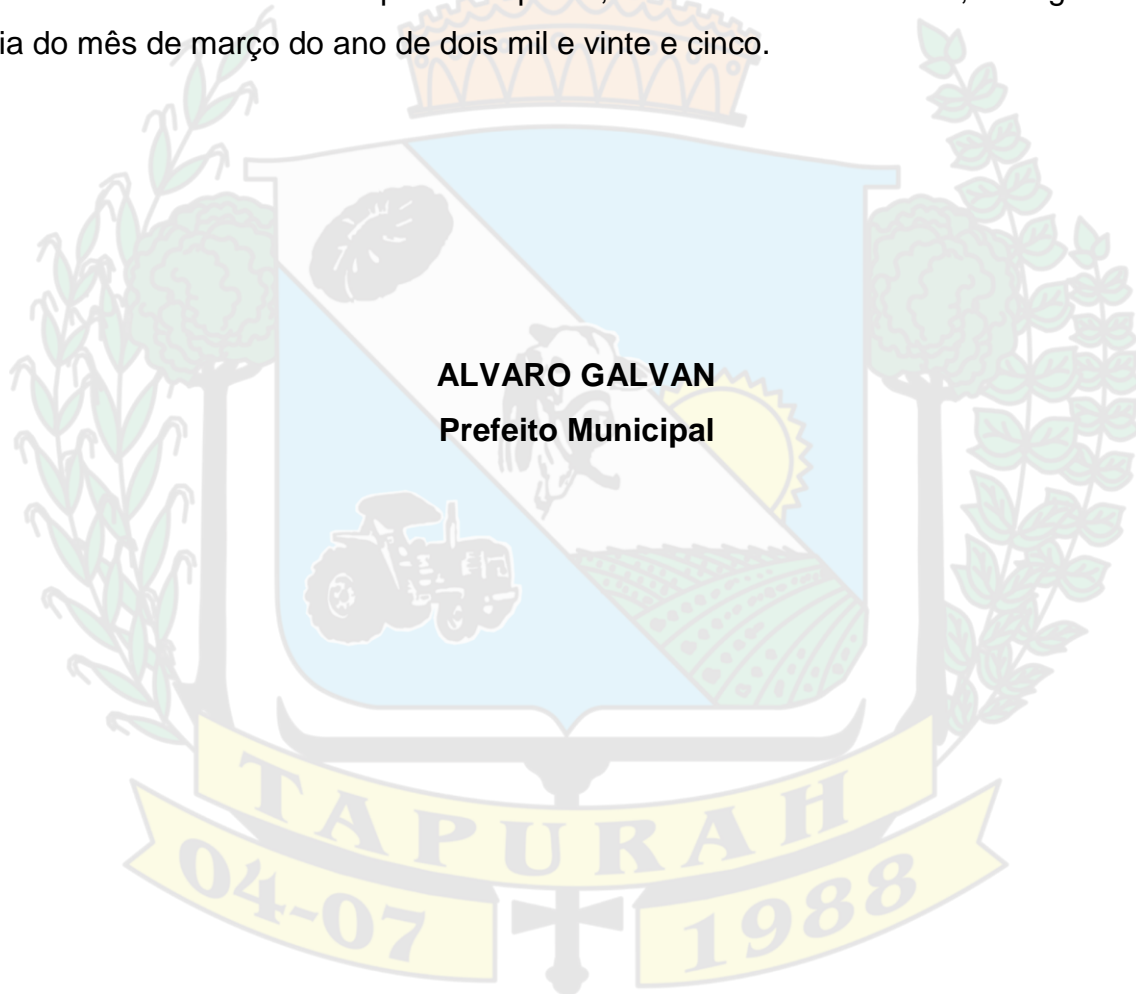 ia do mês de março do ano de dois mil e vinte e cinco.
ALVARO GALVAN
Prefeito Municipal
TAPURAH
04-07 1988